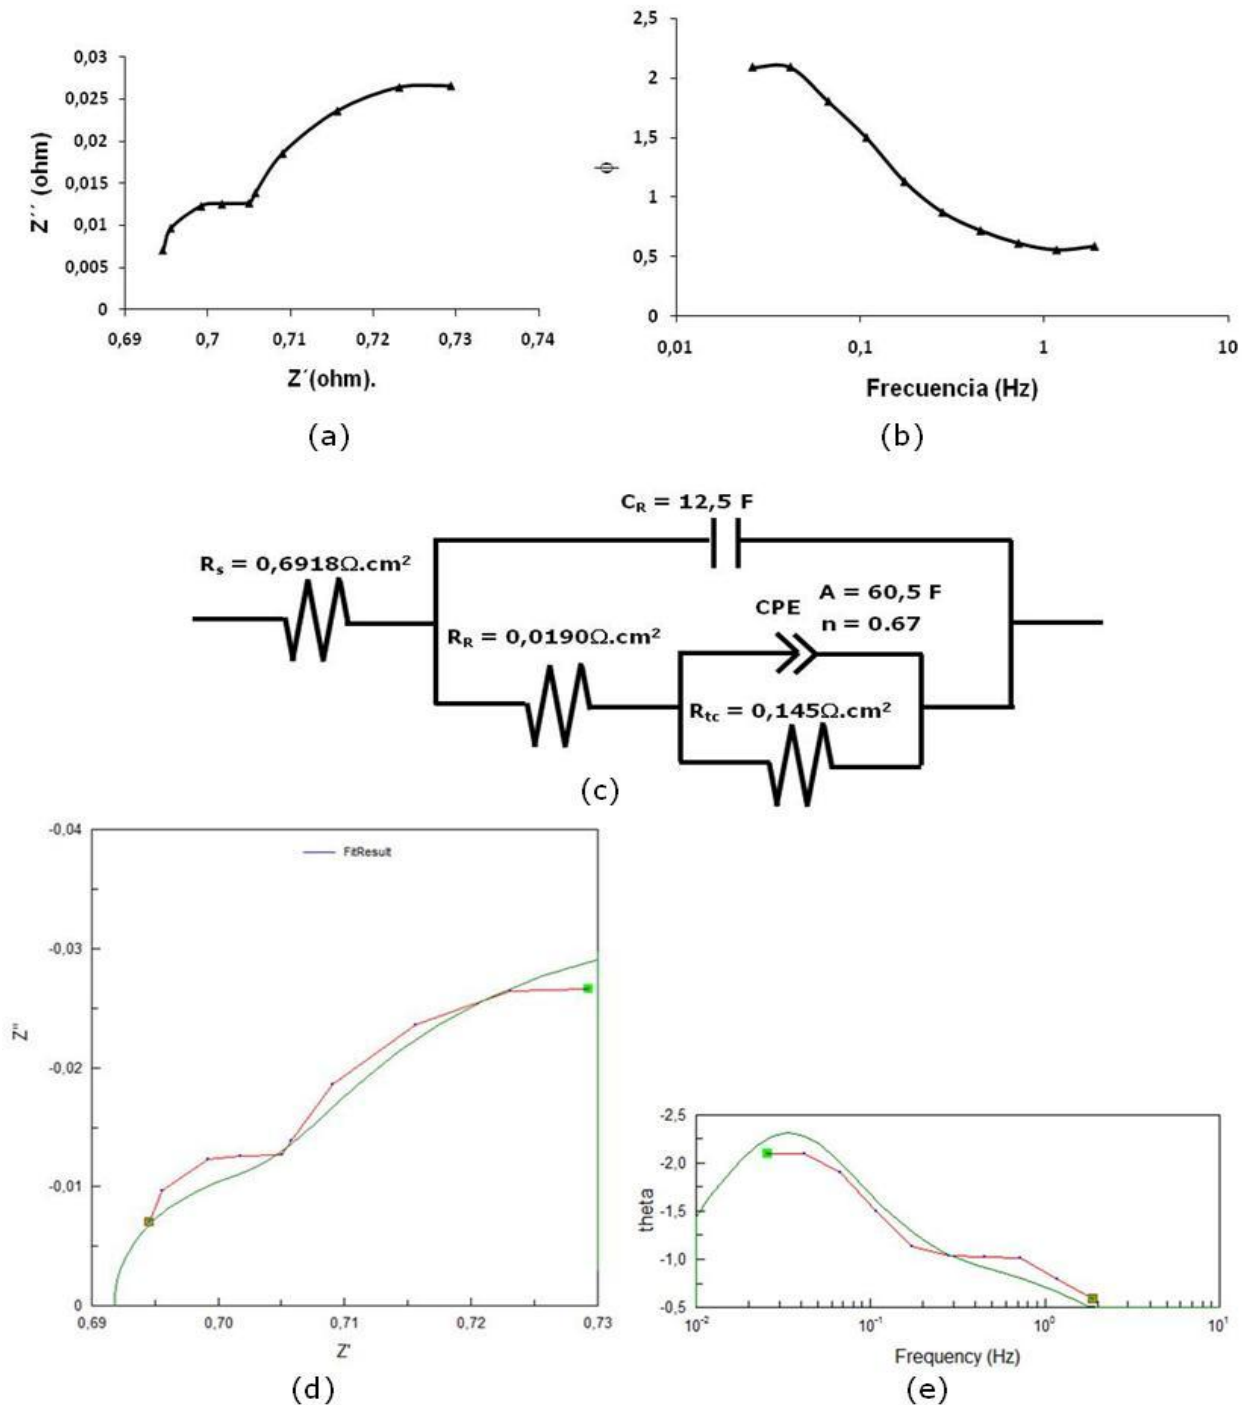 0,03
0,025
0,02
0,015
0,01
0,005
0
Z´´ (ohm)
0,69 0,7 0,71 0,72 0,73 0,74
Z´(ohm).
(a)
2,5
2
1,5
1
0,5
0
ϕ
0,01 0,1 1 10
Frecuencia (Hz)
(b)
C_R = 12,5 F
R_s = 0,6918Ω.cm²
A = 60,5 F
CPE
n = 0.67
R_R = 0,0190Ω.cm²
R_tc = 0,145Ω.cm²
(c)
-0,04
FitResult
-0,03
-0,02
-0,01
0
Z''
0,69 0,70 0,71 0,72 0,73
Z'
(d)
-2,5
-2,0
-1,5
-1,0
-0,5
theta
10⁻² 10⁻¹ 10⁰ 10¹
Frequency (Hz)
(e)